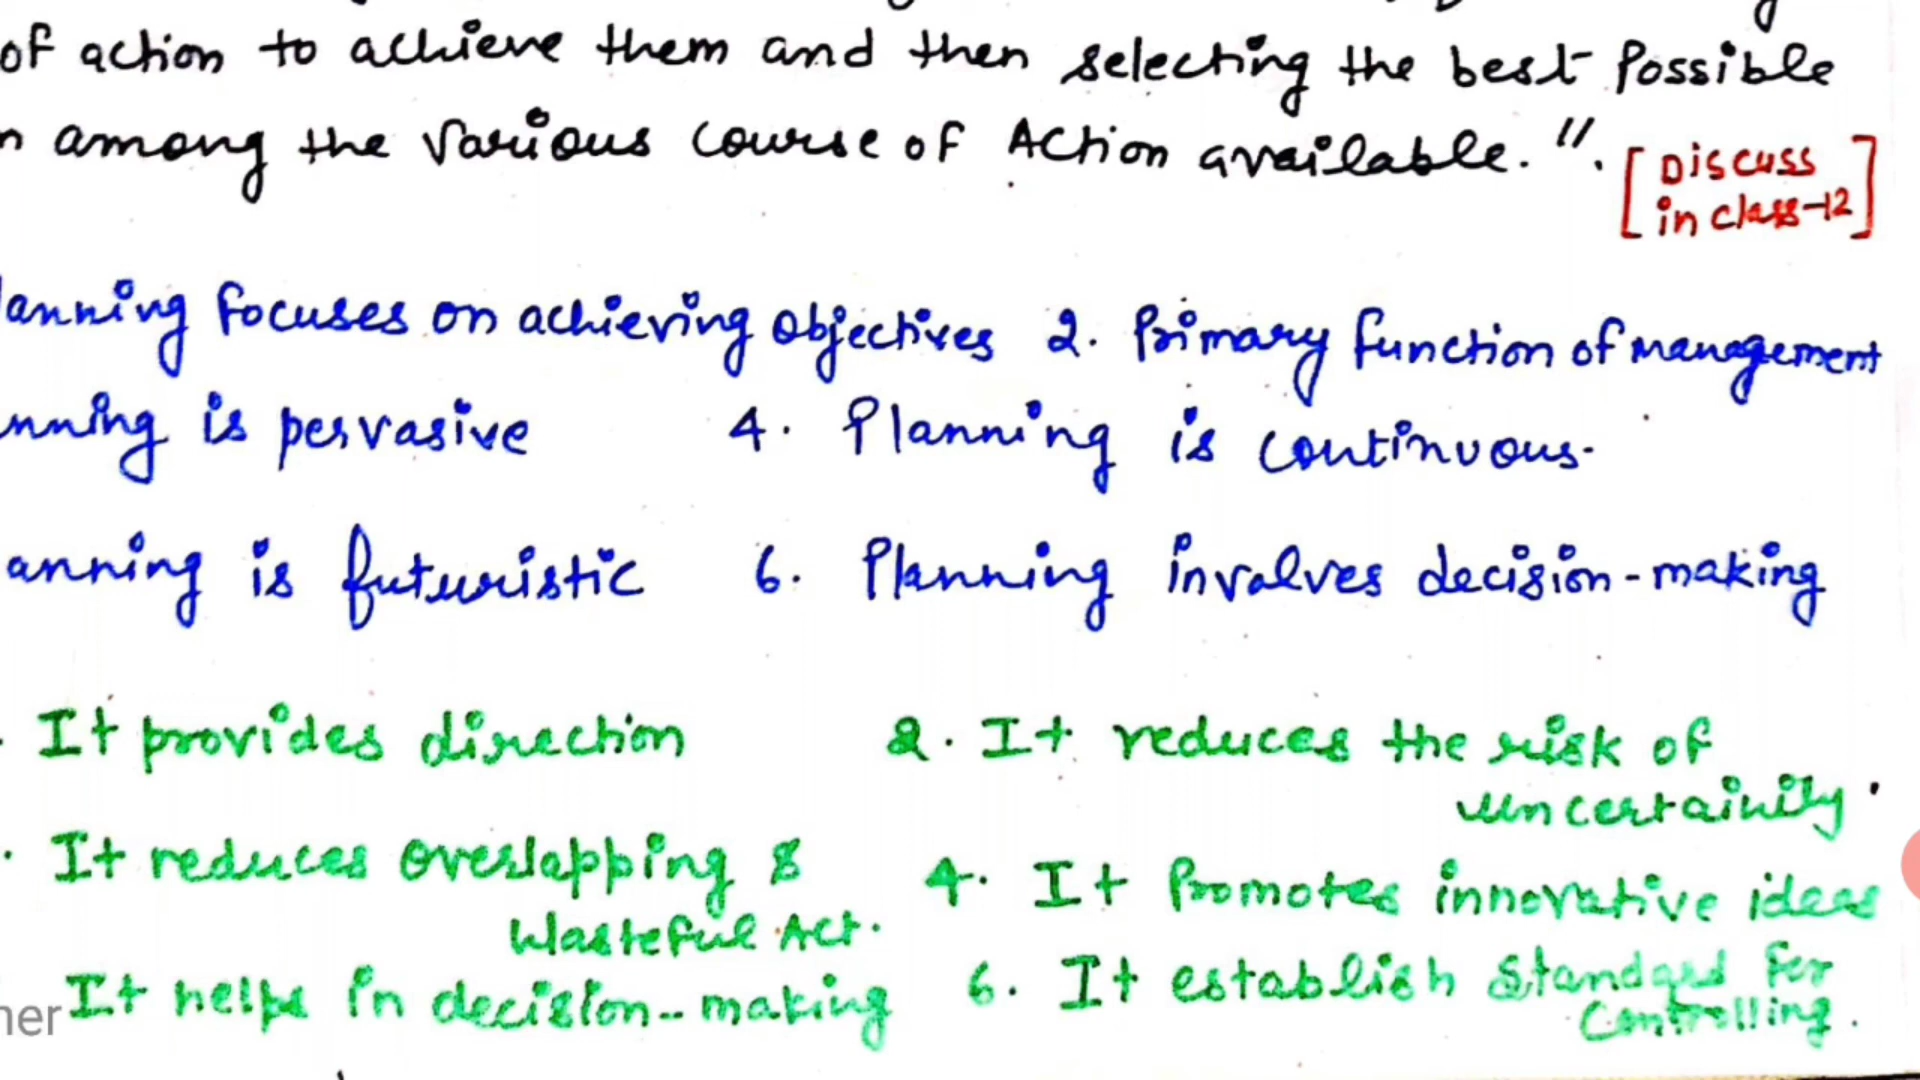 of action to achieve them and then selecting the best Possible
n among the Various course of Action available.".
[Discuss
in class-12]
anning focuses on achieving objectives 2. Primary function of management
nning is pervasive 4. Planning is continuous.
anning is futuristic 6. Planning involves decision-making
It provides direction 2. It reduces the risk of
uncertainity.
. It reduces overlapping &
Wasteful Act.
4. It Promotes innovative ideas
It helps in decision-making 6. It establish standard for
Controlling.
ner